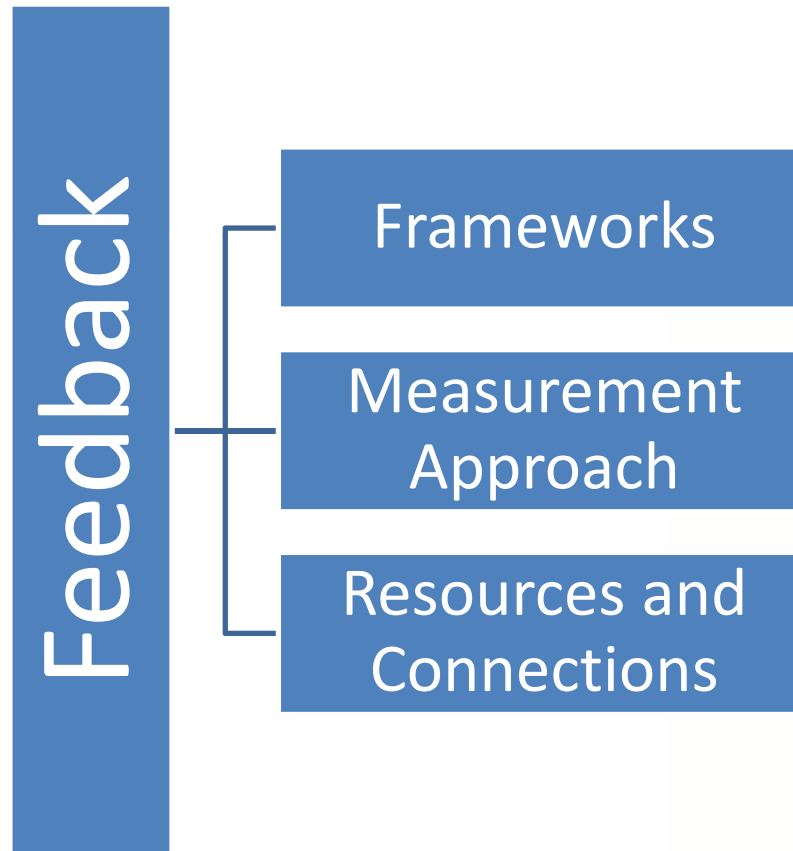 Feedback
Frameworks
Measurement
Approach
Resources and
Connections